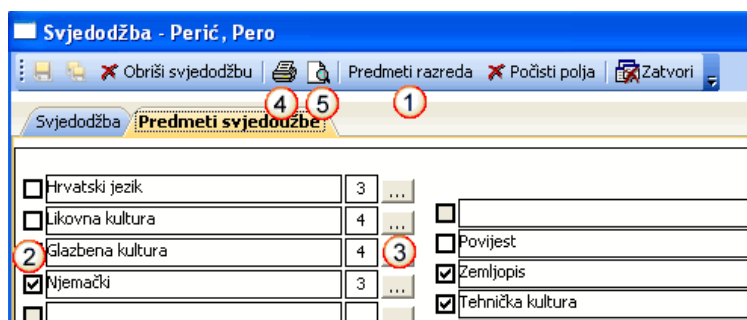 Svjedodžba - Perić, Pero
Obriši svjedodžbu Predmeti razreda Počisti polja Zatvori
4 5 1
Svjedodžba Predmeti svjedodžbe
Hrvatski jezik 3 ...
Likovna kultura 4 ...
2 Glazbena kultura 4 3 Povijest
Njemački 3 ... Zemljopis
Tehnička kultura